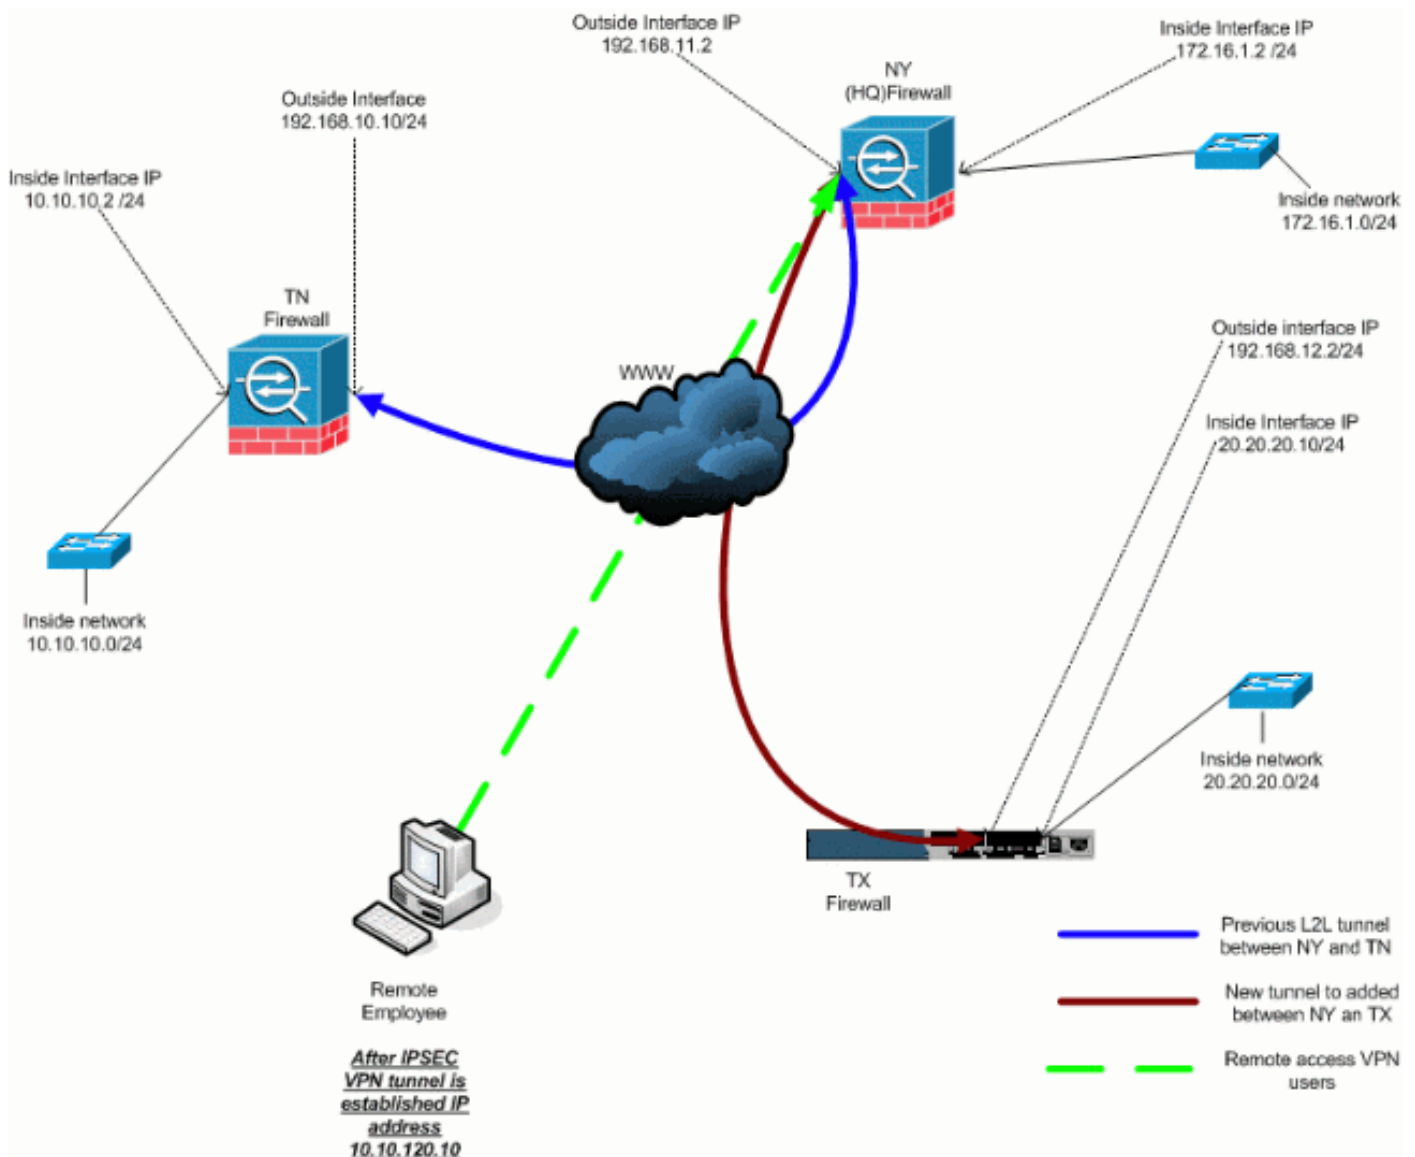 Outside Interface IP
192.168.11.2
Inside Interface IP
172.16.1.2 /24
NY
(HQ)Firewall
Outside Interface
192.168.10.10/24
Inside Interface IP
10.10.10.2 /24
Inside network
172.16.1.0/24
TN
Firewall
Outside interface IP
192.168.12.2/24
WWW
Inside Interface IP
20.20.20.10/24
Inside network
10.10.10.0/24
Inside network
20.20.20.0/24
TX
Firewall
Previous L2L tunnel
between NY and TN
Remote
Employee
New tunnel to added
between NY an TX
After IPSEC
VPN tunnel is
established IP
address
10.10.120.10
Remote access VPN
users